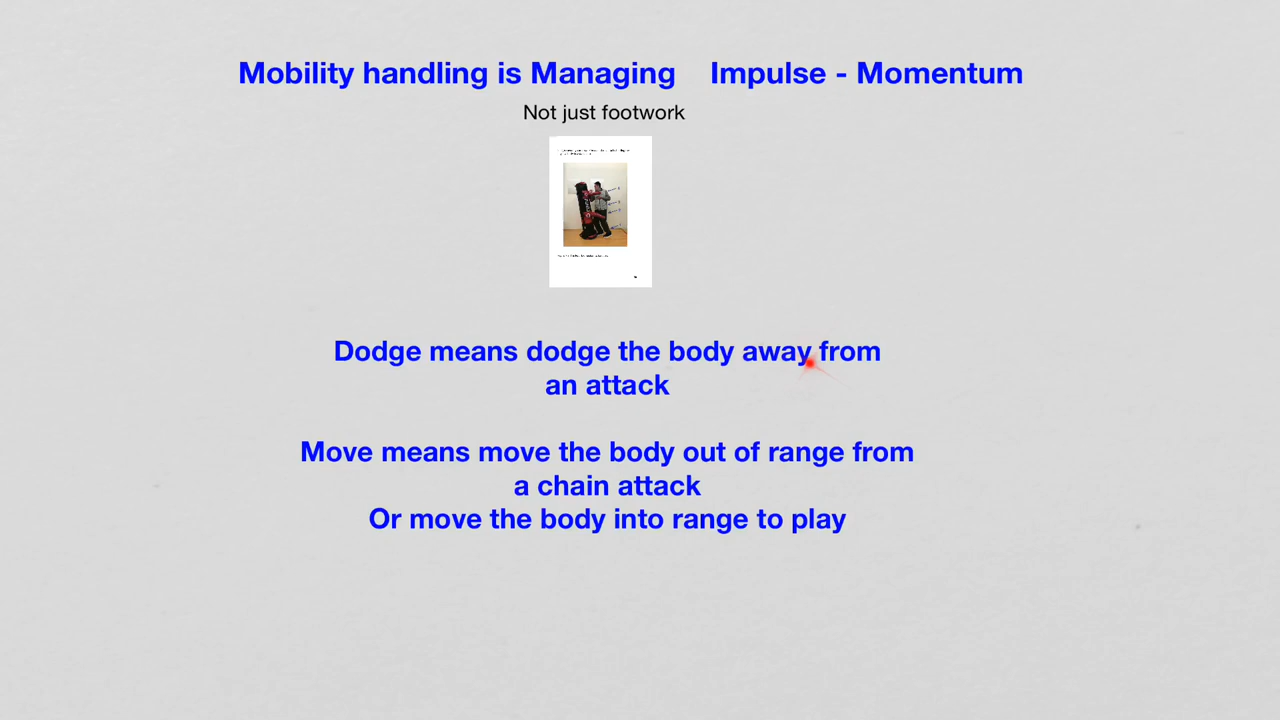 Mobility handling is Managing Impulse - Momentum
Not just footwork
Dodge means dodge the body away from
an attack
Move means move the body out of range from
a chain attack
Or move the body into range to play